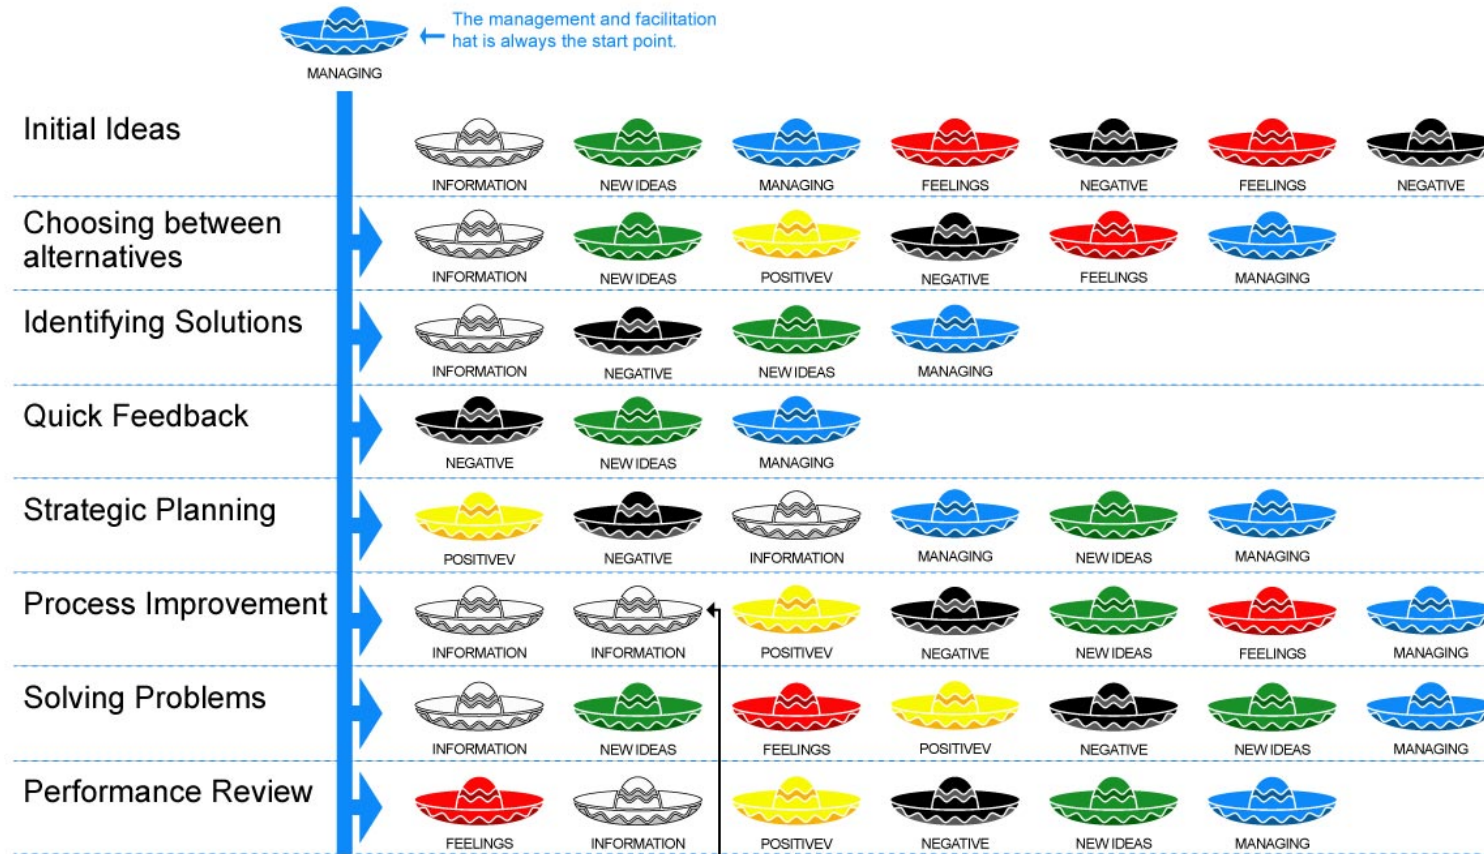 The management and facilitation
hat is always the start point.
MANAGING
Initial Ideas
INFORMATION NEW IDEAS MANAGING FEELINGS NEGATIVE FEELINGS NEGATIVE
Choosing between
alternatives
INFORMATION NEW IDEAS POSITIVEV NEGATIVE FEELINGS MANAGING
Identifying Solutions
INFORMATION NEGATIVE NEW IDEAS MANAGING
Quick Feedback
NEGATIVE NEW IDEAS MANAGING
Strategic Planning
POSITIVEV NEGATIVE INFORMATION MANAGING NEW IDEAS MANAGING
Process Improvement
INFORMATION INFORMATION POSITIVEV NEGATIVE NEW IDEAS FEELINGS MANAGING
Solving Problems
INFORMATION NEW IDEAS FEELINGS POSITIVEV NEGATIVE NEW IDEAS MANAGING
Performance Review
FEELINGS INFORMATION POSITIVEV NEGATIVE NEW IDEAS MANAGING